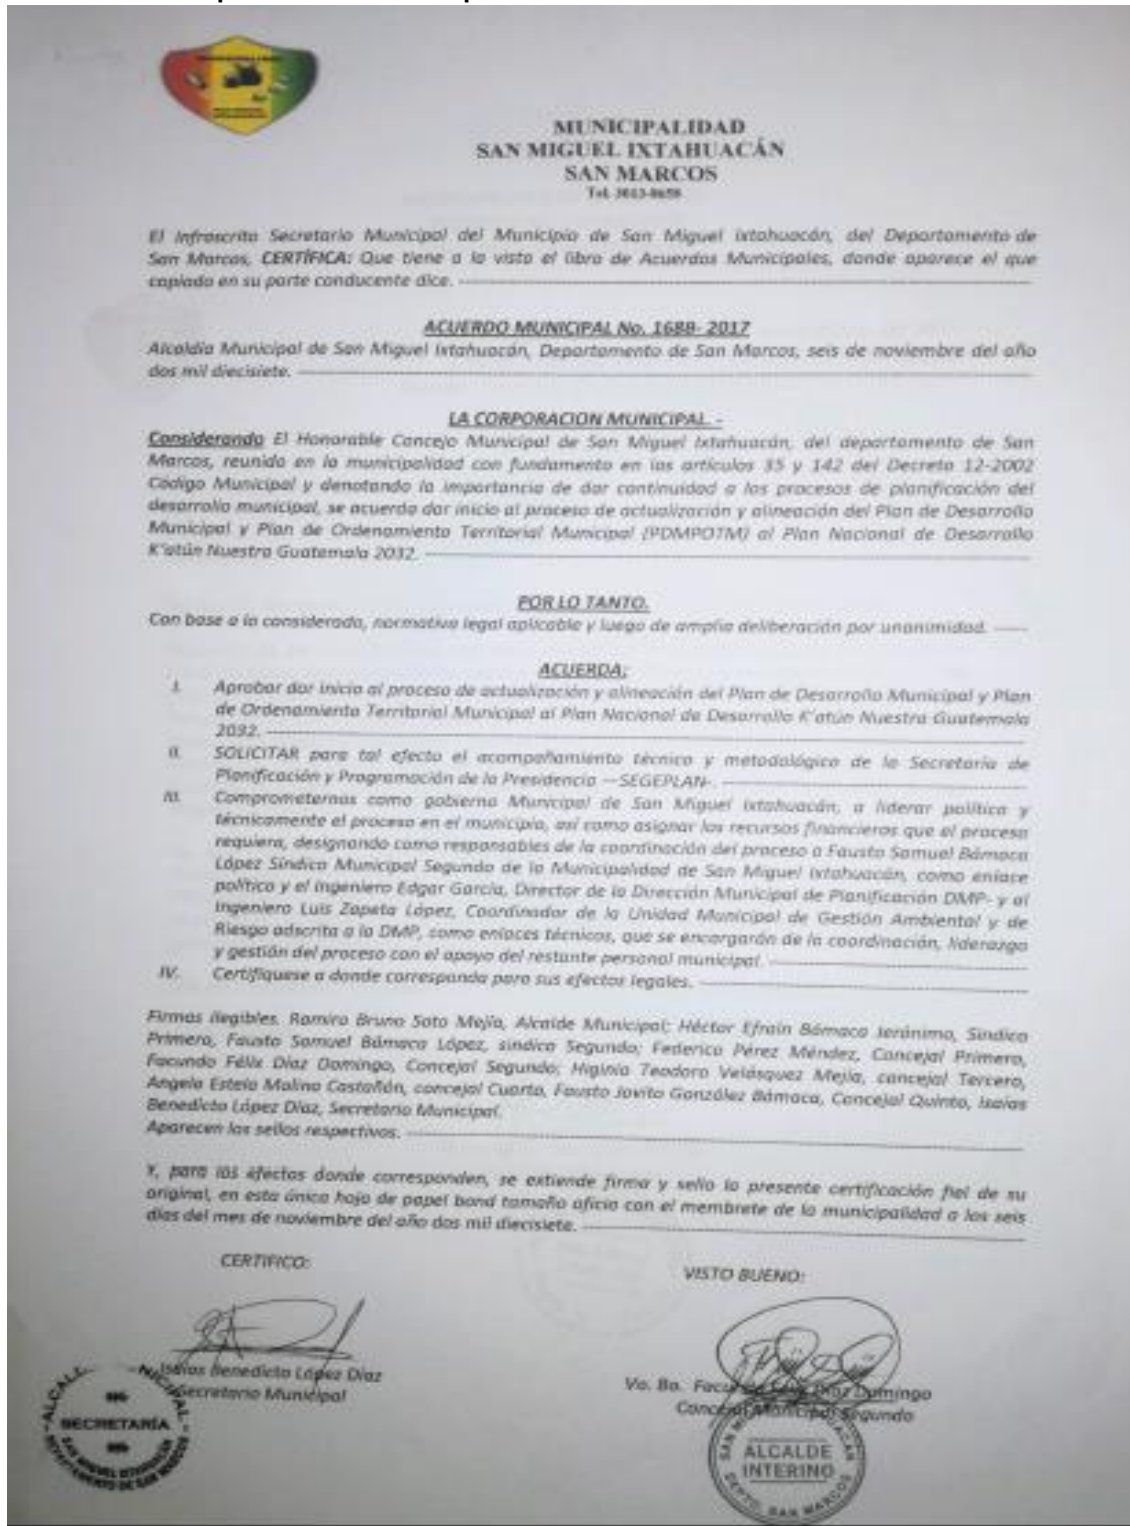 MUNICIPALIDAD
SAN MIGUEL IXTAHUACÁN
SAN MARCOS
Tel. 3013-8658
El Infrascrito Secretario Municipal del Municipio de San Miguel Ixtahuacán, del Departamento de
San Marcos, CERTÍFICA: Que tiene a la vista el libro de Acuerdos Municipales, donde aparece el que
copiado en su parte conducente dice.
ACUERDO MUNICIPAL No. 1688- 2017
Alcaldía Municipal de San Miguel Ixtahuacán, Departamento de San Marcos, seis de noviembre del año
dos mil diecisiete.
LA CORPORACION MUNICIPAL. -
Considerando El Honorable Concejo Municipal de San Miguel Ixtahuacán, del departamento de San
Marcos, reunido en la municipalidad con fundamento en los artículos 35 y 142 del Decreto 12-2002
Código Municipal y denotando la importancia de dar continuidad a los procesos de planificación del
desarrollo municipal, se acuerda dar inicio al proceso de actualización y alineación del Plan de Desarrollo
Municipal y Plan de Ordenamiento Territorial Municipal (PDMPOTM) al Plan Nacional de Desarrollo
K'atún Nuestra Guatemala 2032.
POR LO TANTO.
Con base a lo considerado, normativa legal aplicable y luego de amplia deliberación por unanimidad.
ACUERDA:
I. Aprobar dar inicio al proceso de actualización y alineación del Plan de Desarrollo Municipal y Plan
de Ordenamiento Territorial Municipal al Plan Nacional de Desarrollo K'atún Nuestra Guatemala
2032.
II. SOLICITAR para tal efecto el acompañamiento técnico y metodológico de la Secretaría de
Planificación y Programación de la Presidencia —SEGEPLAN-.
III. Comprometernos como gobierno Municipal de San Miguel Ixtahuacán, a liderar política y
técnicamente el proceso en el municipio, así como asignar los recursos financieros que el proceso
requiera, designando como responsables de la coordinación del proceso a Fausto Samuel Bámaca
López Síndico Municipal Segundo de la Municipalidad de San Miguel Ixtahuacán, como enlace
político y el ingeniero Edgar García, Director de la Dirección Municipal de Planificación DMP- y al
Ingeniero Luis Zapeta López, Coordinador de la Unidad Municipal de Gestión Ambiental y de
Riesgo adscrita a la DMP, como enlaces técnicos, que se encargarán de la coordinación, liderazgo
y gestión del proceso con el apoyo del restante personal municipal.
IV. Certifíquese a donde corresponda para sus efectos legales.
Firmas ilegibles. Ramiro Bruno Soto Mejía, Alcalde Municipal; Héctor Efraín Bámaca Jerónimo, Síndico
Primero, Fausto Samuel Bámaca López, síndico Segundo; Federico Pérez Méndez, Concejal Primero,
Facundo Félix Díaz Domingo, Concejal Segundo; Higinio Teodoro Velásquez Mejía, concejal Tercero,
Angela Estela Molina Castañón, concejal Cuarto, Fausto Jovito González Bámaca, Concejal Quinto, Isaías
Benedicto López Díaz, Secretario Municipal.
Aparecen los sellos respectivos.
Y, para los efectos donde corresponden, se extiende firma y sello la presente certificación fiel de su
original, en esta única hoja de papel bond tamaño oficio con el membrete de la municipalidad a los seis
días del mes de noviembre del año dos mil diecisiete.
CERTIFICO:
VISTO BUENO:
Isaías Benedicto López Díaz
Secretario Municipal
Vo. Bo. Facundo Félix Díaz Domingo
Concejal Municipal Segundo
SECRETARÍA
SAN MIGUEL IXTAHUACÁN
DEPARTAMENTO DE SAN MARCOS
ALCALDE
INTERINO
DEPTO. SAN MARCOS